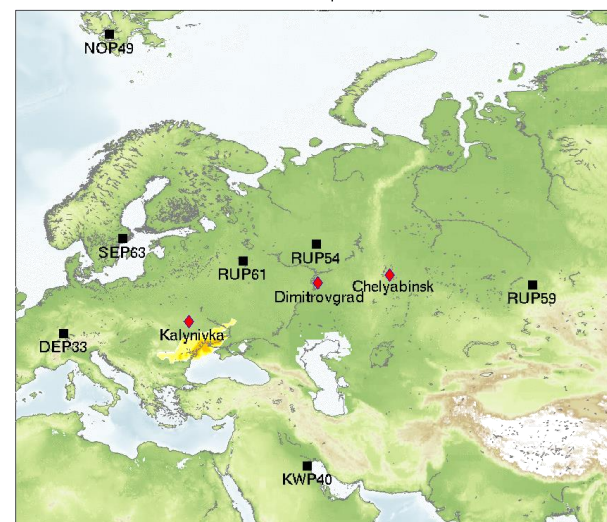 NOP49
SEP63
RUP54
RUP61
Chelyabinsk
Dimitrovgrad
RUP59
Kalynivka
DEP33
KWP40